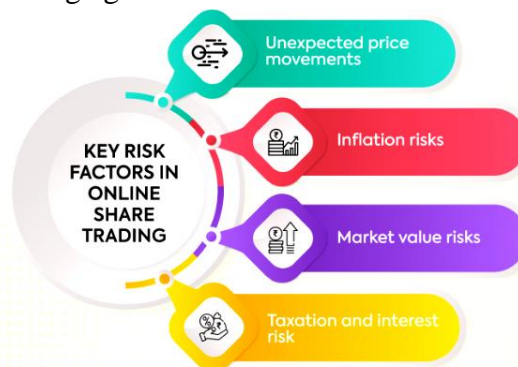 KEY RISK
FACTORS IN
ONLINE
SHARE
TRADING
Unexpected price
movements
Inflation risks
Market value risks
Taxation and interest
risk